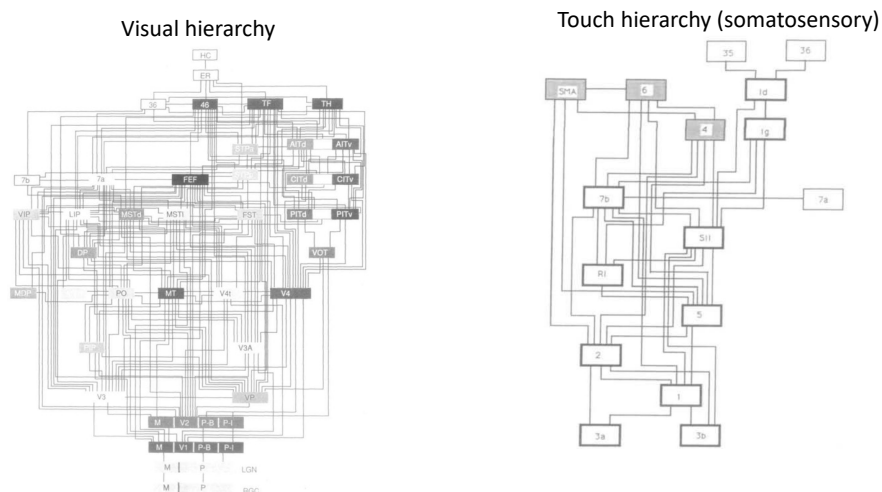 Visual hierarchy
HC
ER
36 46 TF TH
AITd AITv
7b 7a FEF CITd CITv
VIP LIP MSTd MSTl FST PITd PITv
DP VOT
MDP PO MT V4t V4
V3A
V3 VP
M V2 P-B P-I
M V1 P-B P-I
M P LGN
M P RGC
Touch hierarchy (somatosensory)
35 36
SMA 6 Id
4 Ig
7b 7a
SII
RI
5
2
1
3a 3b